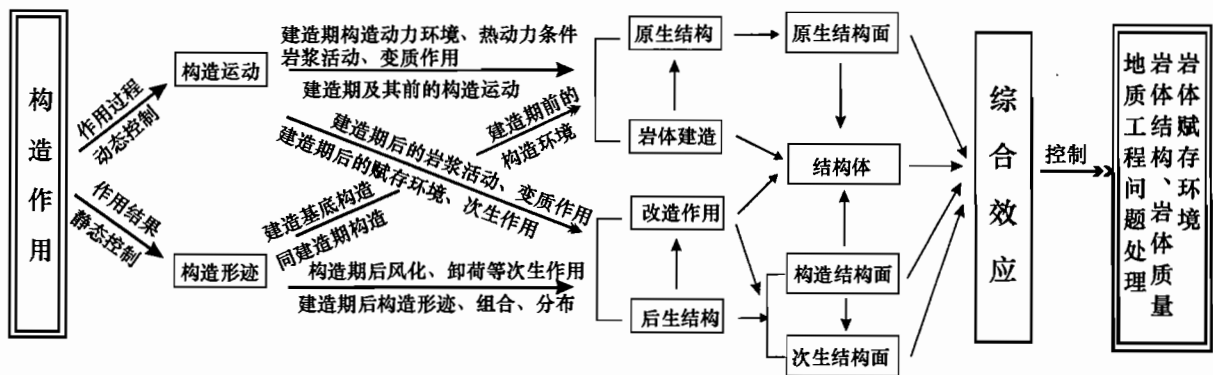 构造作用
作用过程
动态控制
作用结果
静态控制
构造运动
构造形迹
建造期构造动力环境、热动力条件
岩浆活动、变质作用
建造期及其前的构造运动
建造期后的岩浆活动、变质作用
建造期后的赋存环境、次生作用
建造期前的
构造环境
建造基底构造
同建造期构造
构造期后风化、卸荷等次生作用
建造期后构造形迹、组合、分布
原生结构
岩体建造
改造作用
后生结构
原生结构面
结构体
构造结构面
次生结构面
综合效应
控制
岩体赋存环境
岩体结构、岩体质量
地质工程问题处理